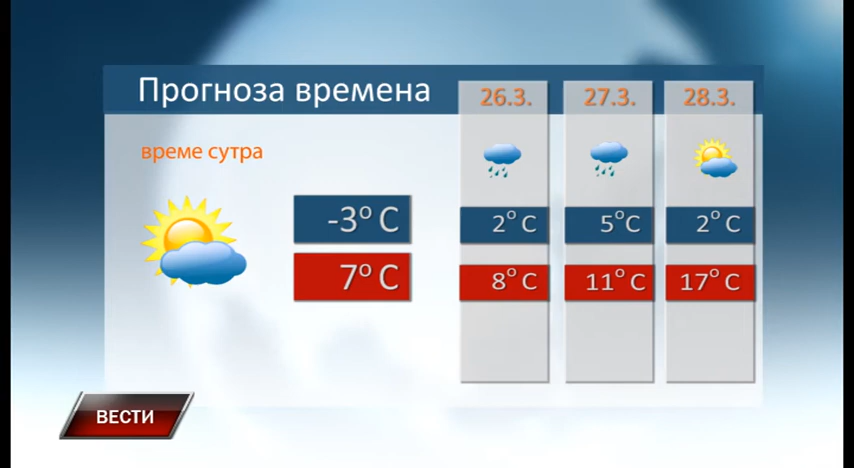 Прогноза времена
време сутра
-3° C
7° C
26.3. 27.3. 28.3.
2° C 5°C 2° C
8° C 11° C 17° C
ВЕСТИ